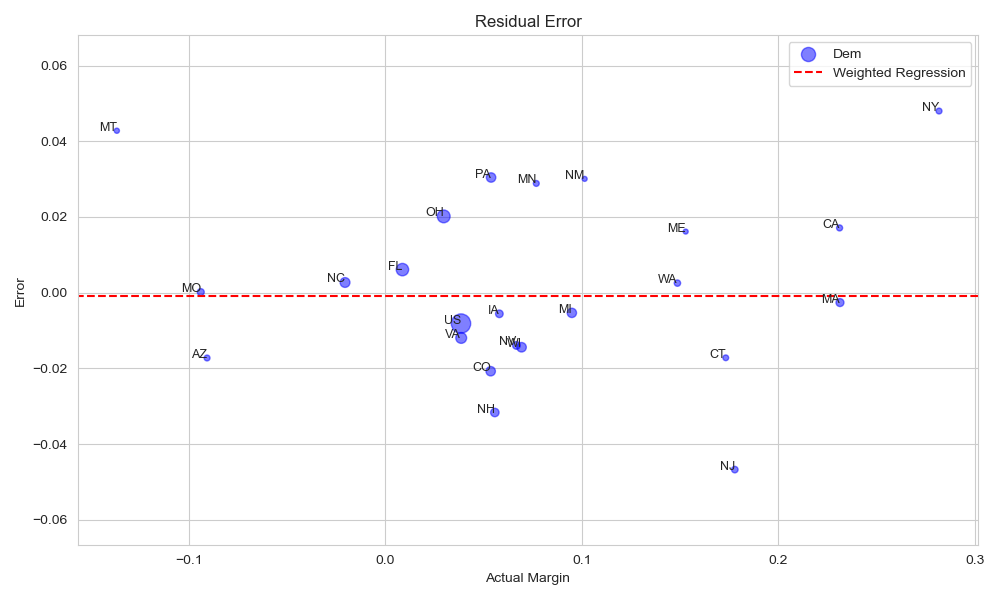 Residual Error
Dem
Weighted Regression
0.06
0.04
0.02
0.00
−0.02
−0.04
−0.06
Error
MT
NY
PA
MN
NM
OH
ME
CA
FL
NC
WA
MO
MA
IA
MI
US
VA
NV
WI
AZ
CT
CO
NH
NJ
−0.1
0.0
0.1
0.2
0.3
Actual Margin